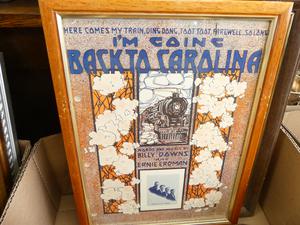 HERE COMES MY TRAIN, DING DONG, TOOT TOOT, FAREWELL, SO LONG
I'M GOING
BACK TO CAROLINA
WORDS AND MUSIC BY
BILLY DOWNS
AND
ERNIE ERDMAN